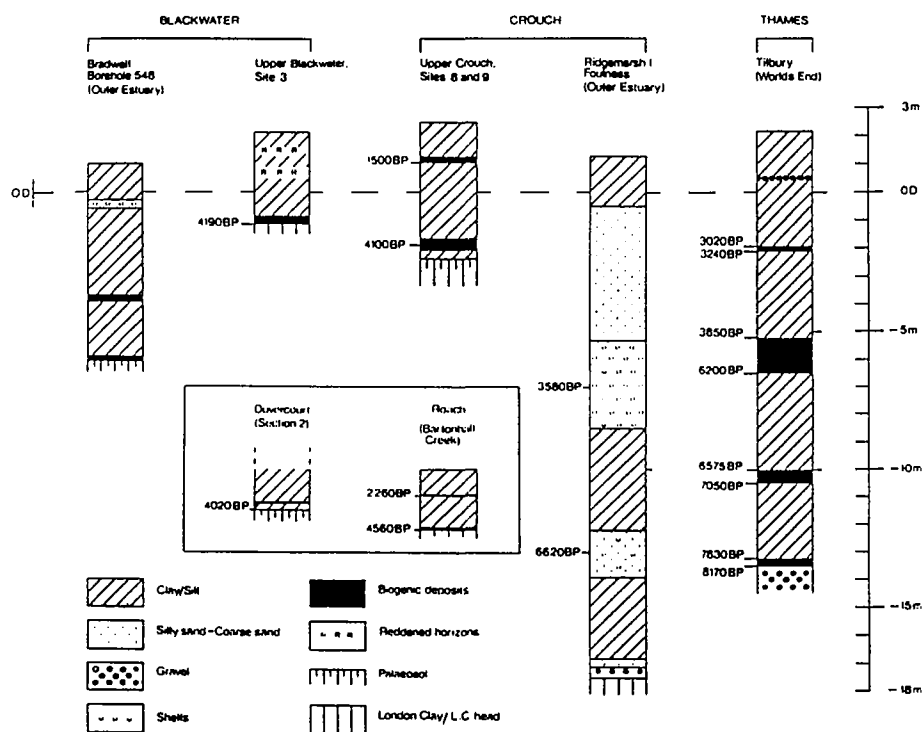 BLACKWATER
CROUCH
THAMES
Bradwell
Borehole 548
(Outer Estuary)
Upper Blackwater,
Site 3
Upper Crouch,
Sites 8 and 9
Ridgemarsh I
Foulness
(Outer Estuary)
Tilbury
(Worlds End)
3m
OD
OD
1500BP
4190BP
4100BP
3020BP
3240BP
-5m
3850BP
6200BP
3580BP
Dovercourt
(Section 2)
Roach
(Bartonhall
Creek)
6575BP
-10m
7050BP
2260BP
4020BP
4560BP
6620BP
7830BP
8170BP
Clay/Silt
Biogenic deposits
-15m
Silty sand-Coarse sand
Reddened horizons
Gravel
Palaeosol
-18m
Shells
London Clay/L.C head